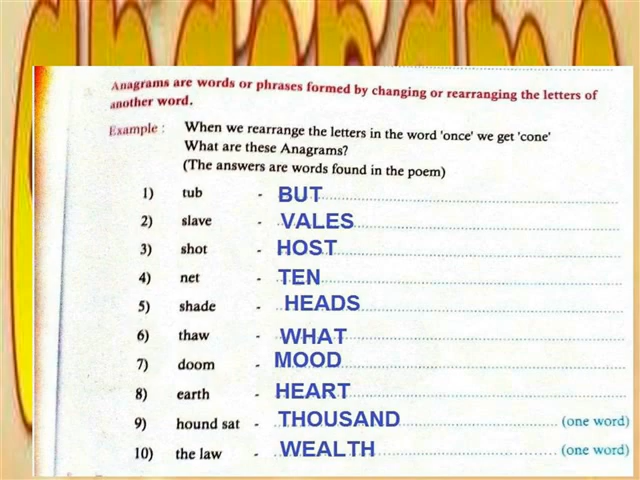 Anagrams are words or phrases formed by changing or rearranging the letters of
another word.
Example : When we rearrange the letters in the word 'once' we get 'cone'
What are these Anagrams?
(The answers are words found in the poem)
1) tub - BUT
2) slave - VALES
3) shot - HOST
4) net - TEN
5) shade - HEADS
6) thaw - WHAT
7) doom - MOOD
8) earth - HEART
9) hound sat - THOUSAND (one word)
10) the law - WEALTH (one word)